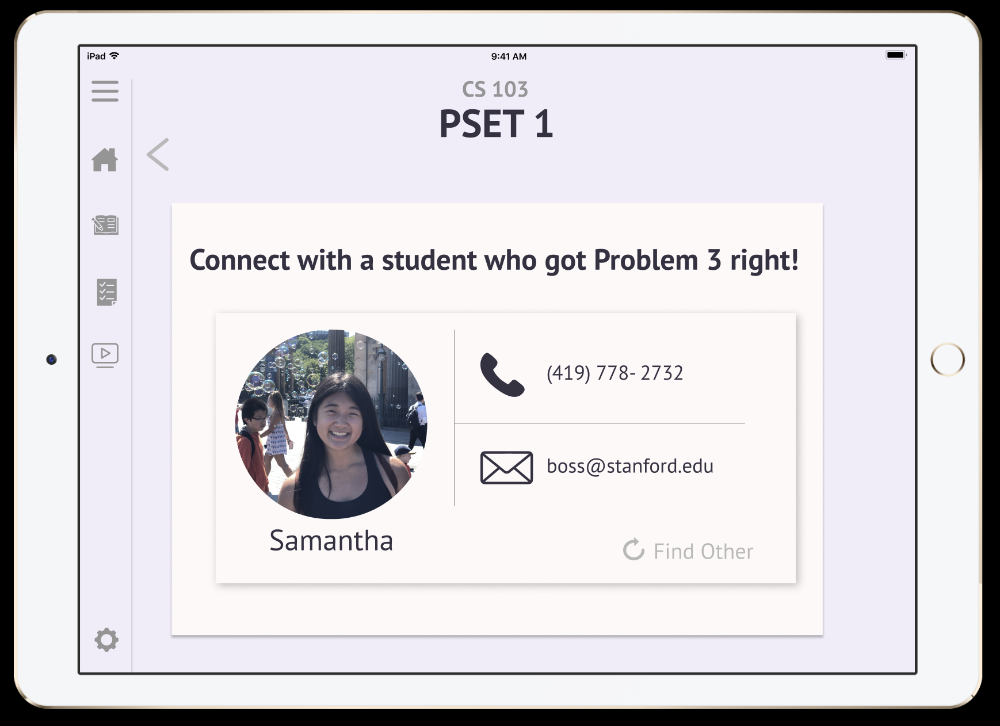 iPad
9:41 AM
CS 103
PSET 1
Connect with a student who got Problem 3 right!
(419) 778- 2732
boss@stanford.edu
Samantha
Find Other